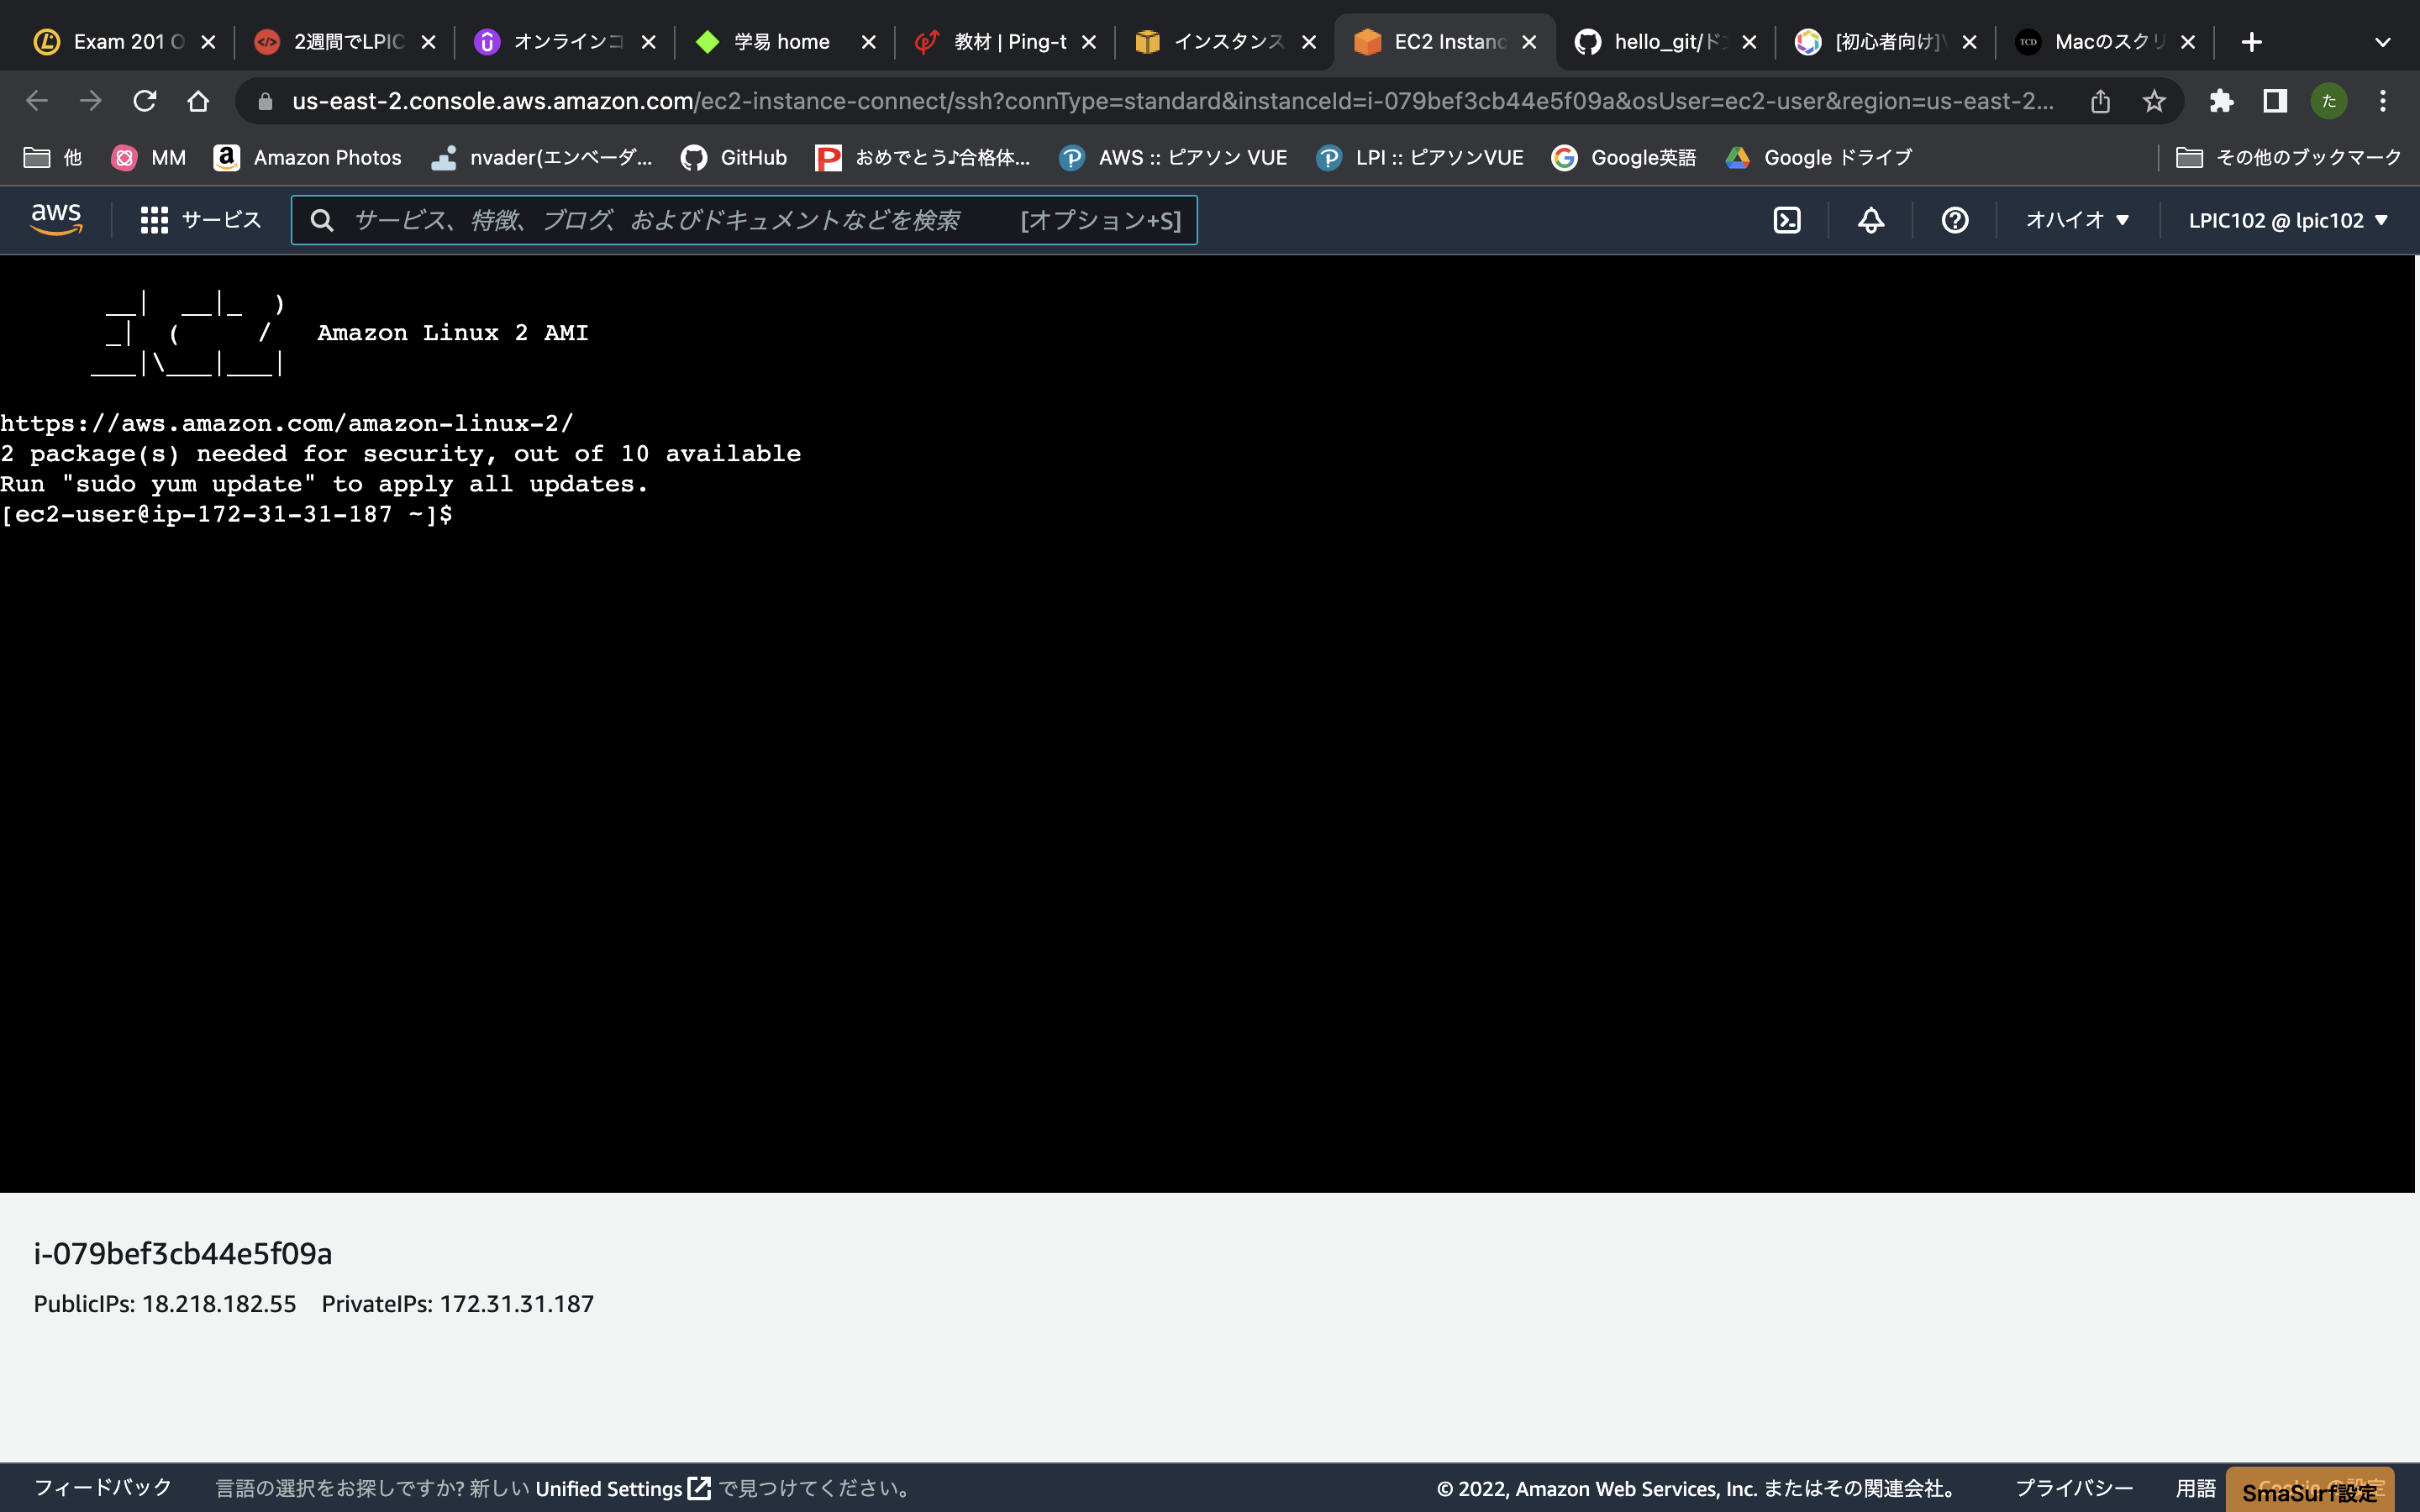 Exam 201 O
2週間でLPIC
オンラインコ
学易 home
教材 | Ping-t
インスタンス
EC2 Instanc
hello_git/ド
[初心者向け]V
TCD Macのスクリ
us-east-2.console.aws.amazon.com/ec2-instance-connect/ssh?connType=standard&instanceId=i-079bef3cb44e5f09a&osUser=ec2-user&region=us-east-2...
た
他
MM
Amazon Photos
nvader(エンベーダ...
GitHub
おめでとう♪合格体...
AWS :: ピアソン VUE
LPI :: ピアソンVUE
Google英語
Google ドライブ
その他のブックマーク
aws
サービス
サービス、特徴、ブログ、およびドキュメントなどを検索 [オプション+S]
オハイオ ▼
LPIC102 @ lpic102 ▼
__|  __|_  )
_|  (     /   Amazon Linux 2 AMI
___|\___|___|
https://aws.amazon.com/amazon-linux-2/
2 package(s) needed for security, out of 10 available
Run "sudo yum update" to apply all updates.
[ec2-user@ip-172-31-31-187 ~]$
i-079bef3cb44e5f09a
PublicIPs: 18.218.182.55 PrivateIPs: 172.31.31.187
フィードバック
言語の選択をお探しですか? 新しい Unified Settings で見つけてください。
© 2022, Amazon Web Services, Inc. またはその関連会社。
プライバシー
用語
Cookie の設定
SmaSurf設定